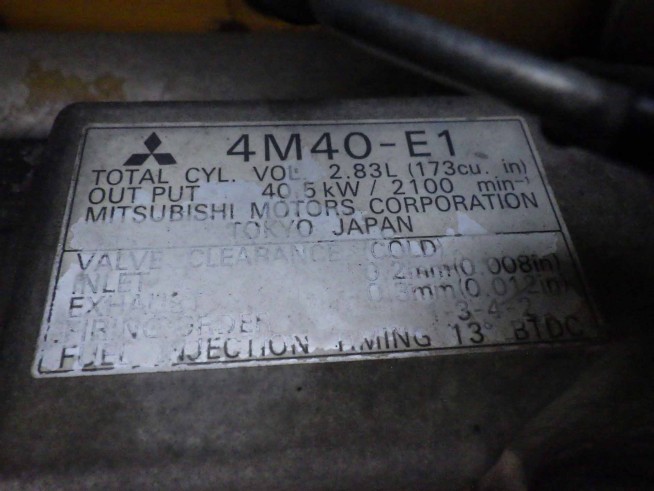 4M40-E1
TOTAL CYL. VOL. 2.83L (173cu. in)
OUT PUT 40.5kW / 2100 min⁻¹
MITSUBISHI MOTORS CORPORATION
TOKYO JAPAN
VALVE CLEARANCE (COLD)
INLET 0.2mm(0.008in)
EXHAUST 0.3mm(0.012in)
FIRING ORDER 3-4-2
FUEL INJECTION TIMING 13° BTDC